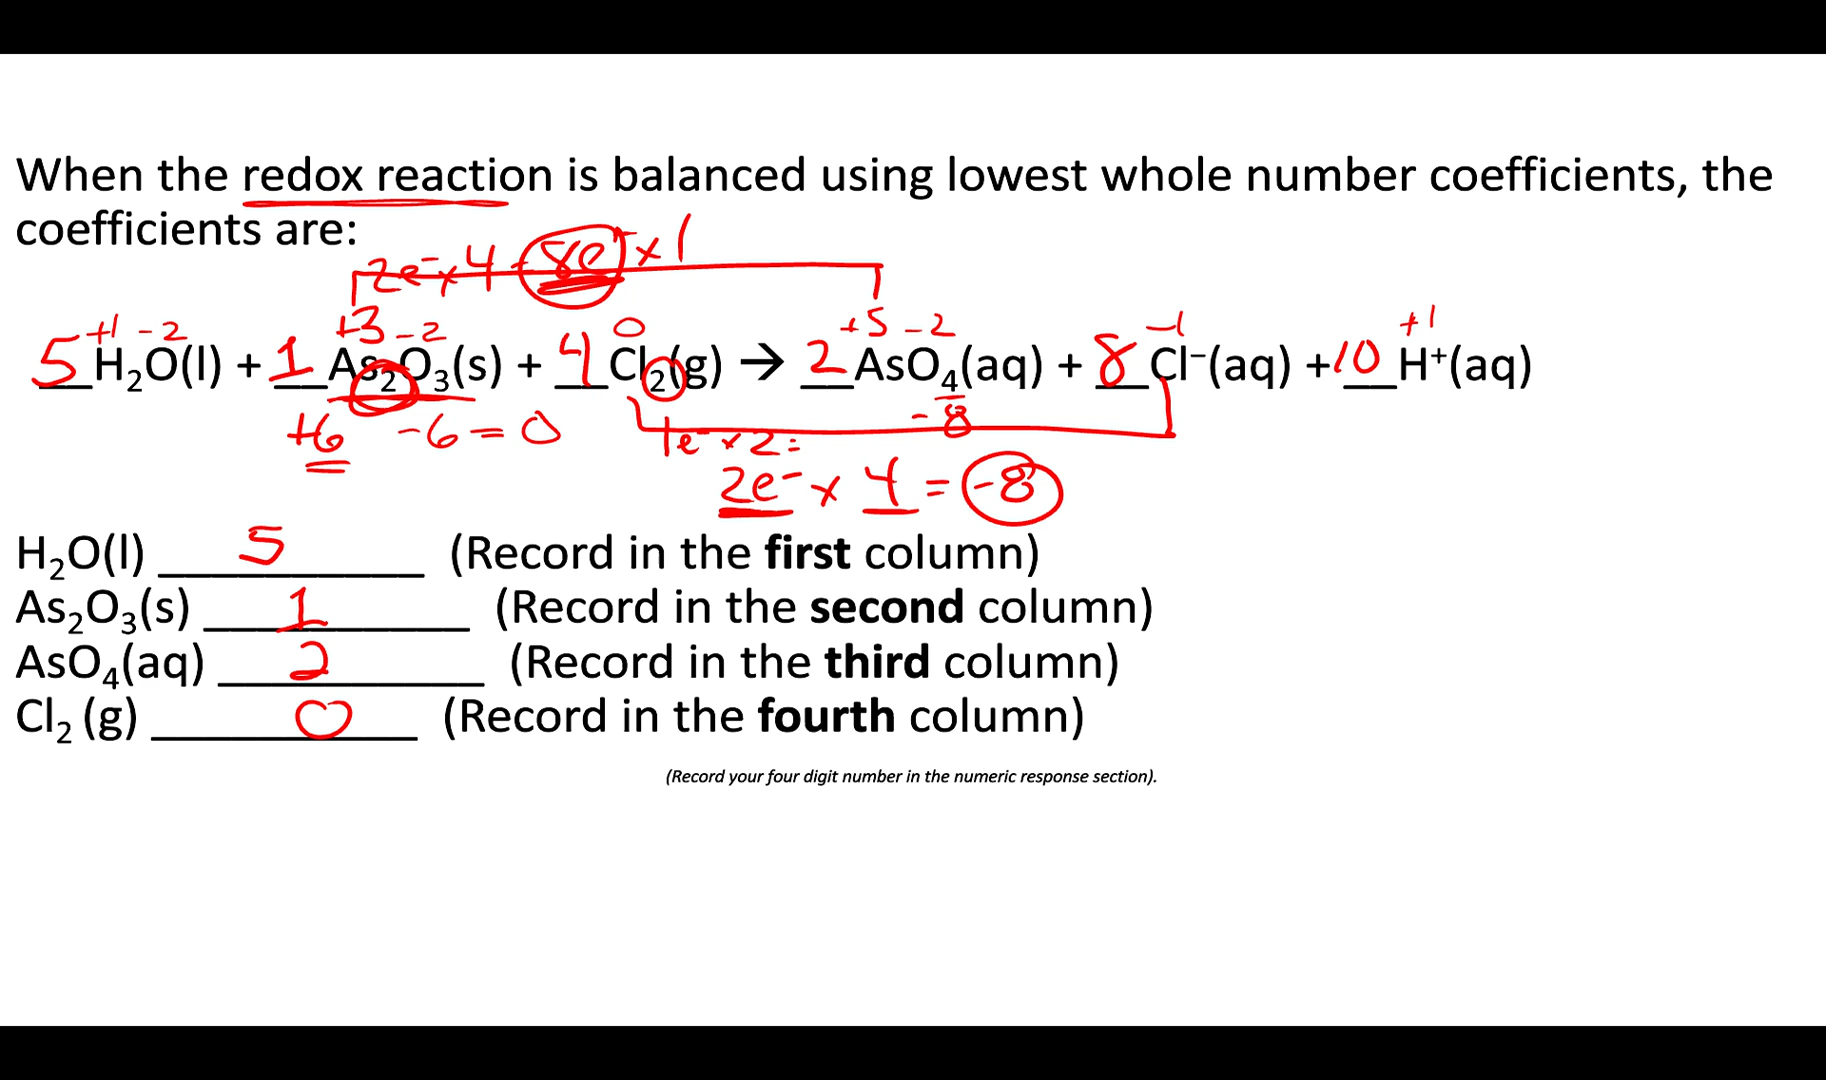 When the redox reaction is balanced using lowest whole number coefficients, the
coefficients are:
2e⁻ x 4 = 8e⁻ x 1
+1 -2 +3 -2 0 +5 -2 -1 +1
5 H₂O(l) + 1 As₂O₃(s) + 4 Cl₂(g) → 2 AsO₄(aq) + 8 Cl⁻(aq) + 10 H⁺(aq)
+6 -6 = 0 -8
1e⁻ x 2 =
2e⁻ x 4 = -8
H₂O(l) 5 (Record in the first column)
As₂O₃(s) 1 (Record in the second column)
AsO₄(aq) 2 (Record in the third column)
Cl₂ (g) 0 (Record in the fourth column)
(Record your four digit number in the numeric response section).